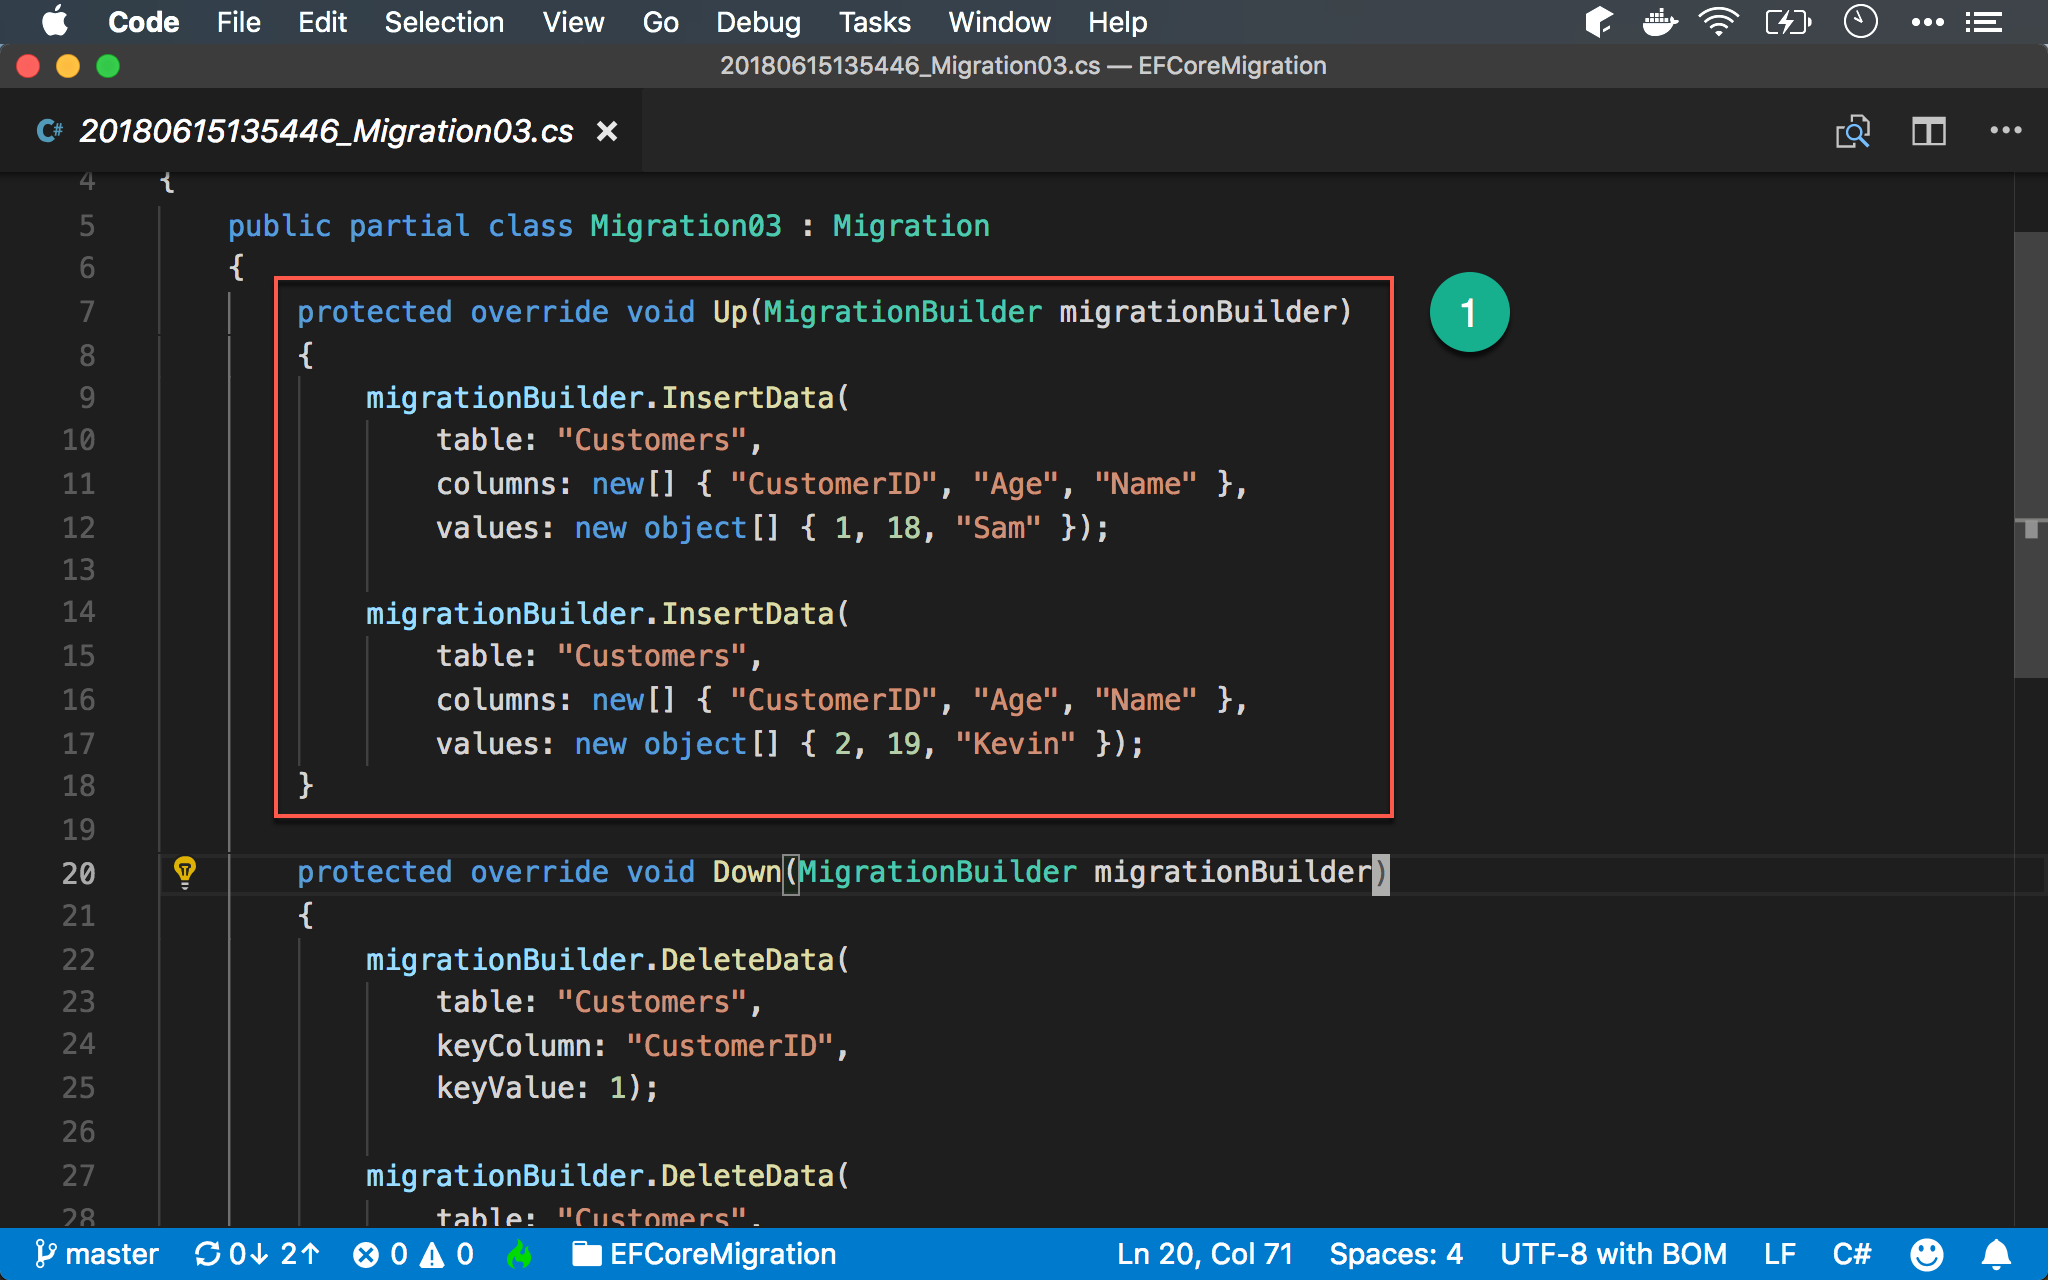 Code File Edit Selection View Go Debug Tasks Window Help
20180615135446_Migration03.cs — EFCoreMigration
C# 20180615135446_Migration03.cs
4 {
5 public partial class Migration03 : Migration
6 {
7 protected override void Up(MigrationBuilder migrationBuilder)
1
8 {
9 migrationBuilder.InsertData(
10 table: "Customers",
11 columns: new[] { "CustomerID", "Age", "Name" },
12 values: new object[] { 1, 18, "Sam" });
13
14 migrationBuilder.InsertData(
15 table: "Customers",
16 columns: new[] { "CustomerID", "Age", "Name" },
17 values: new object[] { 2, 19, "Kevin" });
18 }
19
20 protected override void Down(MigrationBuilder migrationBuilder)
21 {
22 migrationBuilder.DeleteData(
23 table: "Customers",
24 keyColumn: "CustomerID",
25 keyValue: 1);
26
27 migrationBuilder.DeleteData(
28 table: "Customers",
master 0↓ 2↑ 0 0 EFCoreMigration Ln 20, Col 71 Spaces: 4 UTF-8 with BOM LF C#